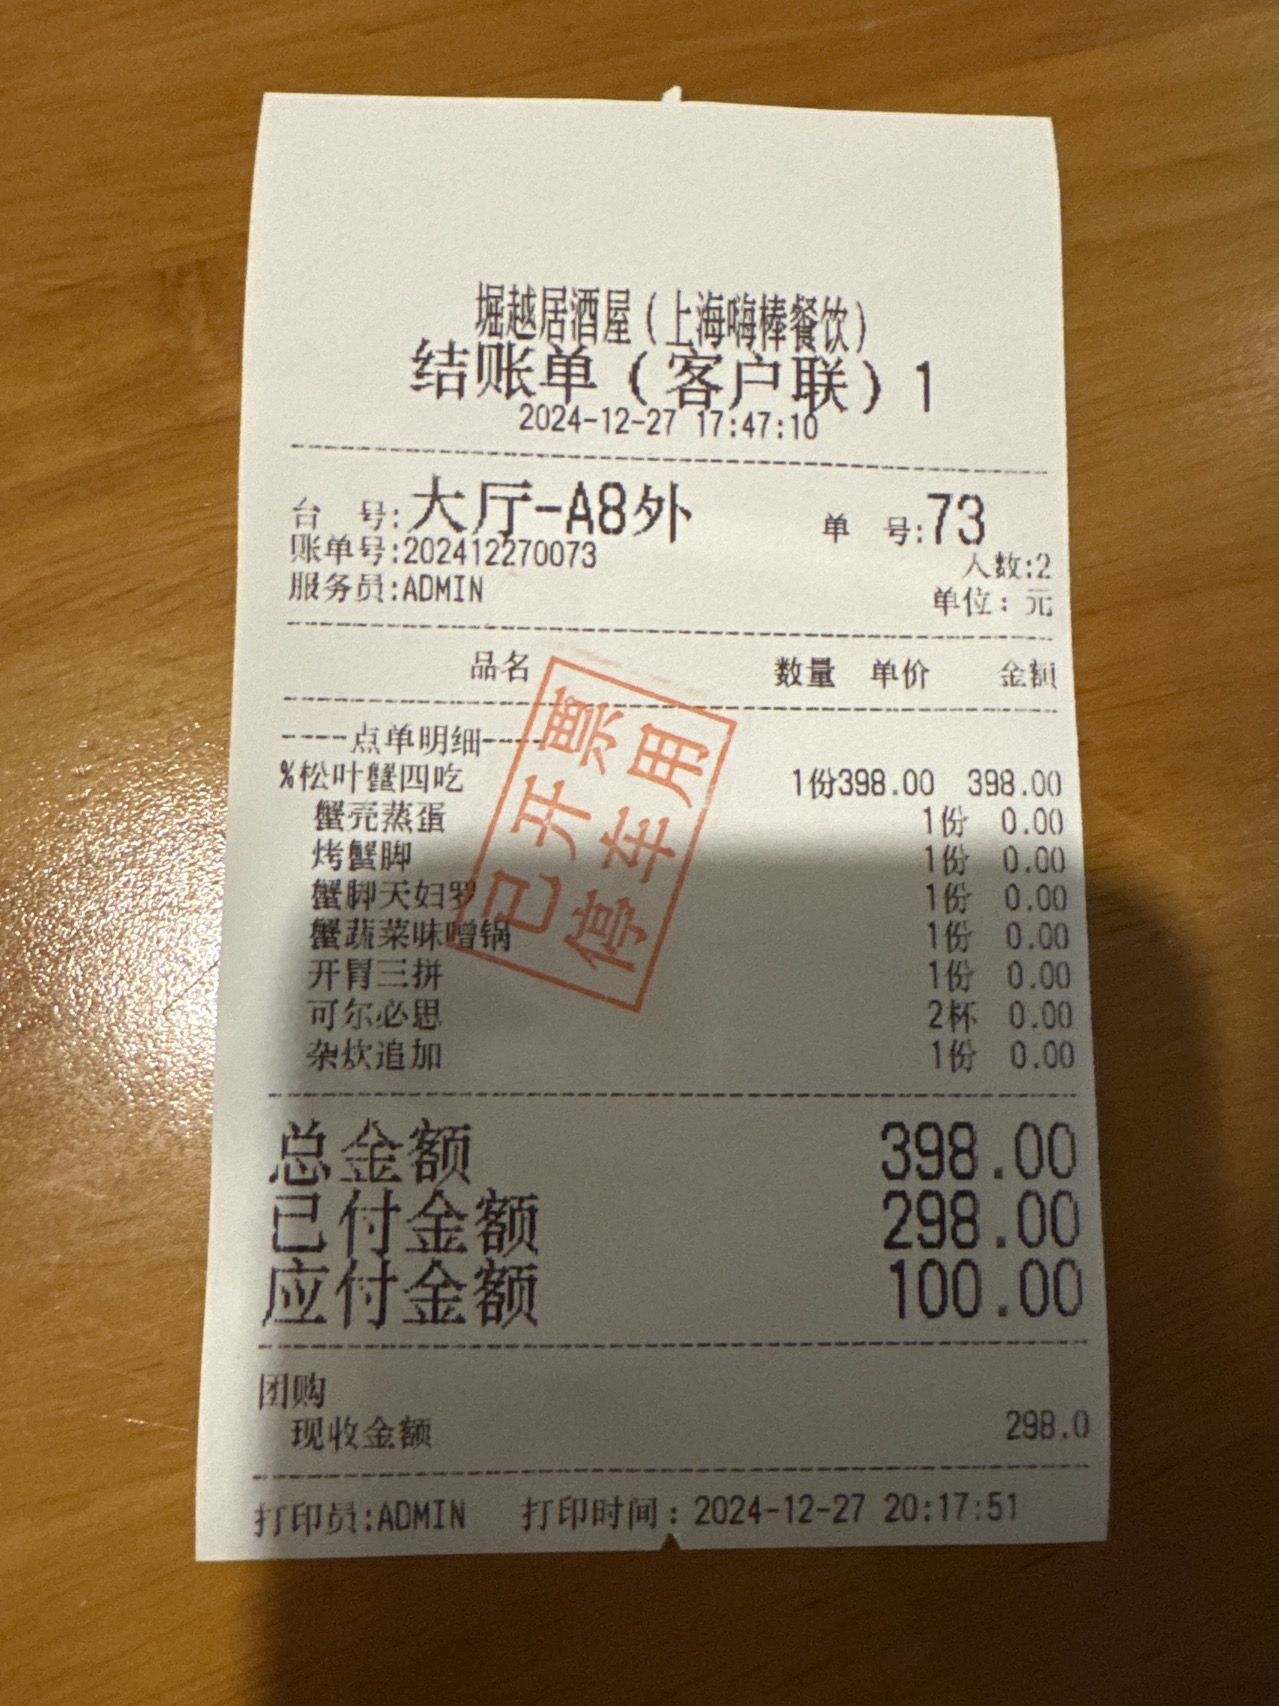 堀越居酒屋(上海嗨棒餐饮)
结账单(客户联)1
2024-12-27 17:47:10
台 号:大厅-A8外 单 号:73
账单号:202412270073
人数:2
服务员:ADMIN 单位:元
品名 数量 单价 金额
----点单明细----
%松叶蟹四吃 1份398.00 398.00
蟹壳蒸蛋 1份 0.00
烤蟹脚 1份 0.00
蟹脚天妇罗 1份 0.00
蟹蔬菜味噌锅 1份 0.00
开胃三拼 1份 0.00
可尔必思 2杯 0.00
杂炊追加 1份 0.00
已开票
停车用
总金额 398.00
已付金额 298.00
应付金额 100.00
团购
现收金额 298.0
打印员:ADMIN 打印时间:2024-12-27 20:17:51